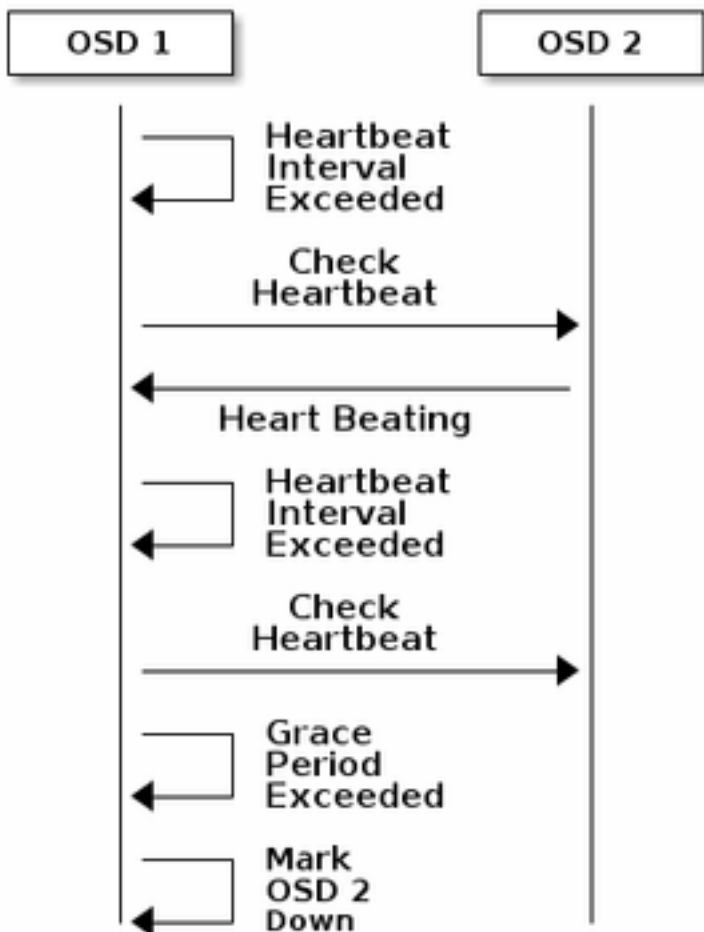 OSD 1
OSD 2
Heartbeat
Interval
Exceeded
Check
Heartbeat
Heart Beating
Heartbeat
Interval
Exceeded
Check
Heartbeat
Grace
Period
Exceeded
Mark
OSD 2
Down